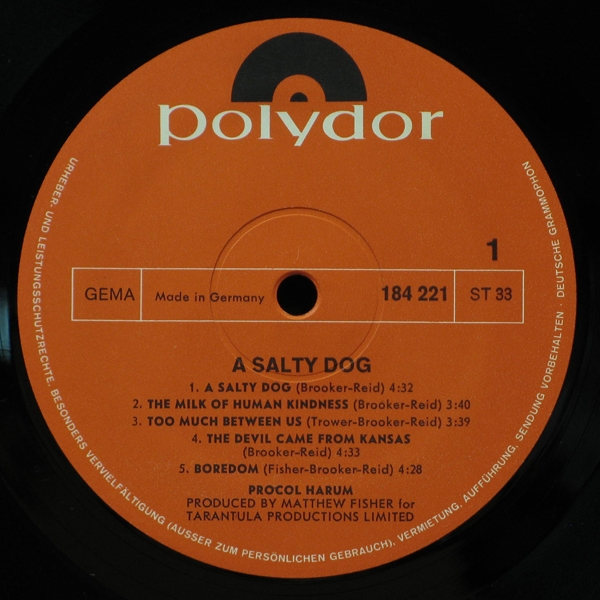 polydor
1
GEMA
Made in Germany
184 221
ST 33
A SALTY DOG
1. A SALTY DOG (Brooker-Reid) 4:32
2. THE MILK OF HUMAN KINDNESS (Brooker-Reid) 3:40
3. TOO MUCH BETWEEN US (Trower-Brooker-Reid) 3:39
4. THE DEVIL CAME FROM KANSAS
(Brooker-Reid) 4:33
5. BOREDOM (Fisher-Brooker-Reid) 4:28
PROCOL HARUM
PRODUCED BY MATTHEW FISHER for
TARANTULA PRODUCTIONS LIMITED
URHEBER- UND LEISTUNGSSCHUTZRECHTE, BESONDERS VERVIELFÄLTIGUNG (AUSSER ZUM PERSÖNLICHEN GEBRAUCH), VERMIETUNG, AUFFÜHRUNG, SENDUNG VORBEHALTEN · DEUTSCHE GRAMMOPHON